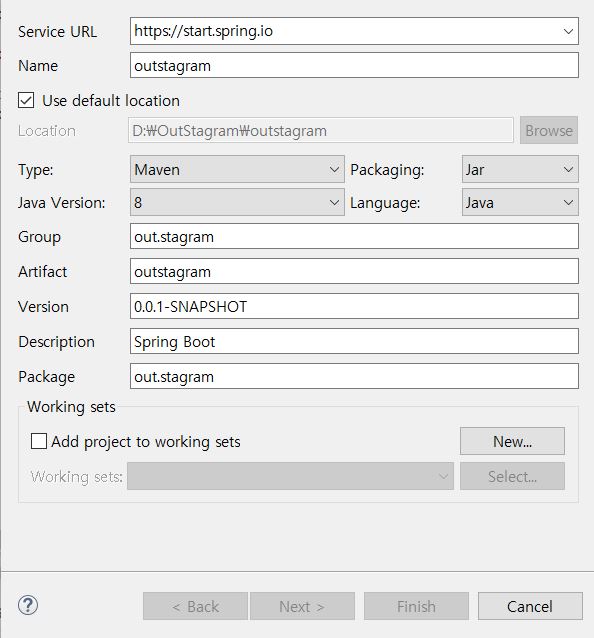 Service URL https://start.spring.io
Name outstagram
Use default location
Location D:₩OutStagram₩outstagram Browse
Type: Maven Packaging: Jar
Java Version: 8 Language: Java
Group out.stagram
Artifact outstagram
Version 0.0.1-SNAPSHOT
Description Spring Boot
Package out.stagram
Working sets
Add project to working sets New...
Working sets: Select...
? < Back Next > Finish Cancel